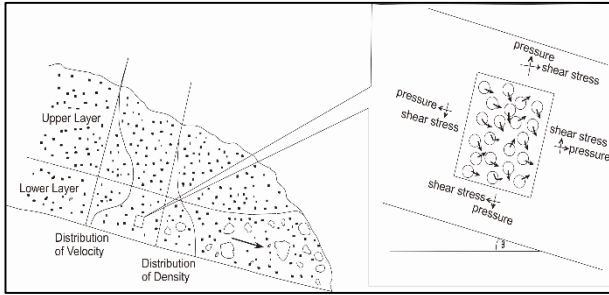 Upper Layer
Lower Layer
Distribution
of Velocity
Distribution
of Density
pressure
shear stress
pressure
shear stress
shear stress
pressure
shear stress
pressure